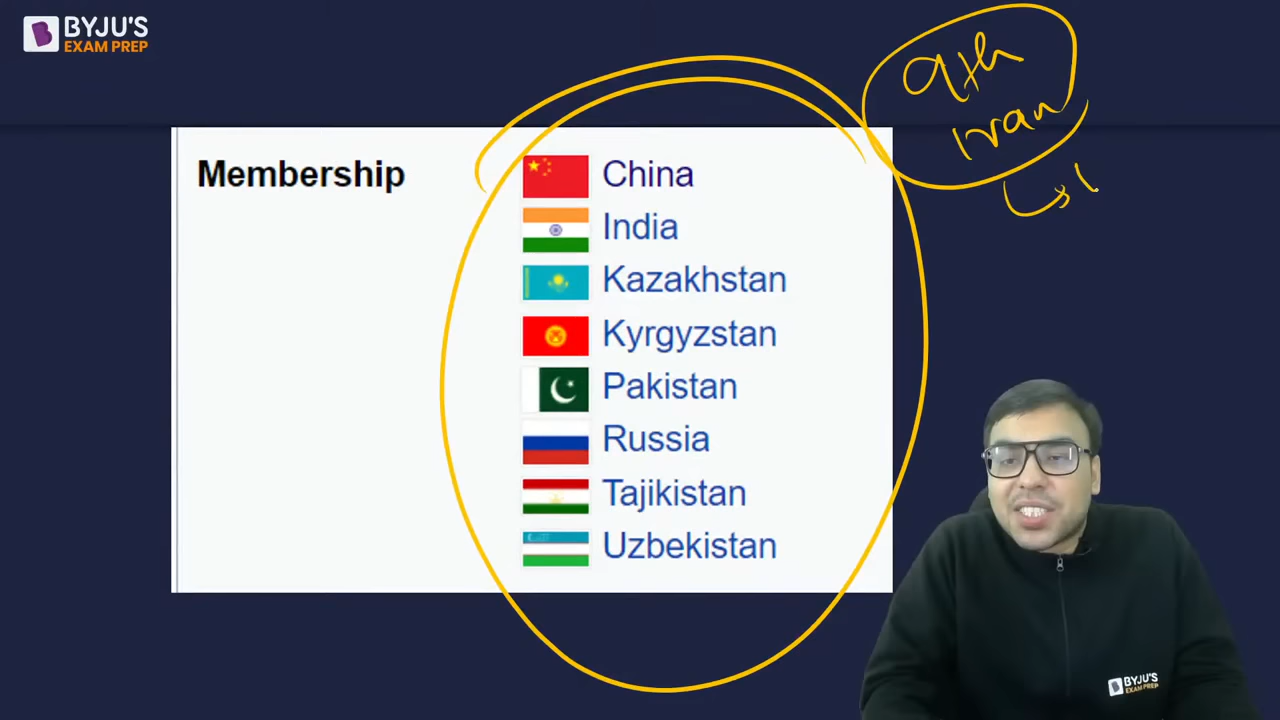 BYJU'S
EXAM PREP
9th
Iran
Membership
China
India
Kazakhstan
Kyrgyzstan
Pakistan
Russia
Tajikistan
Uzbekistan
BYJU'S
EXAM PREP